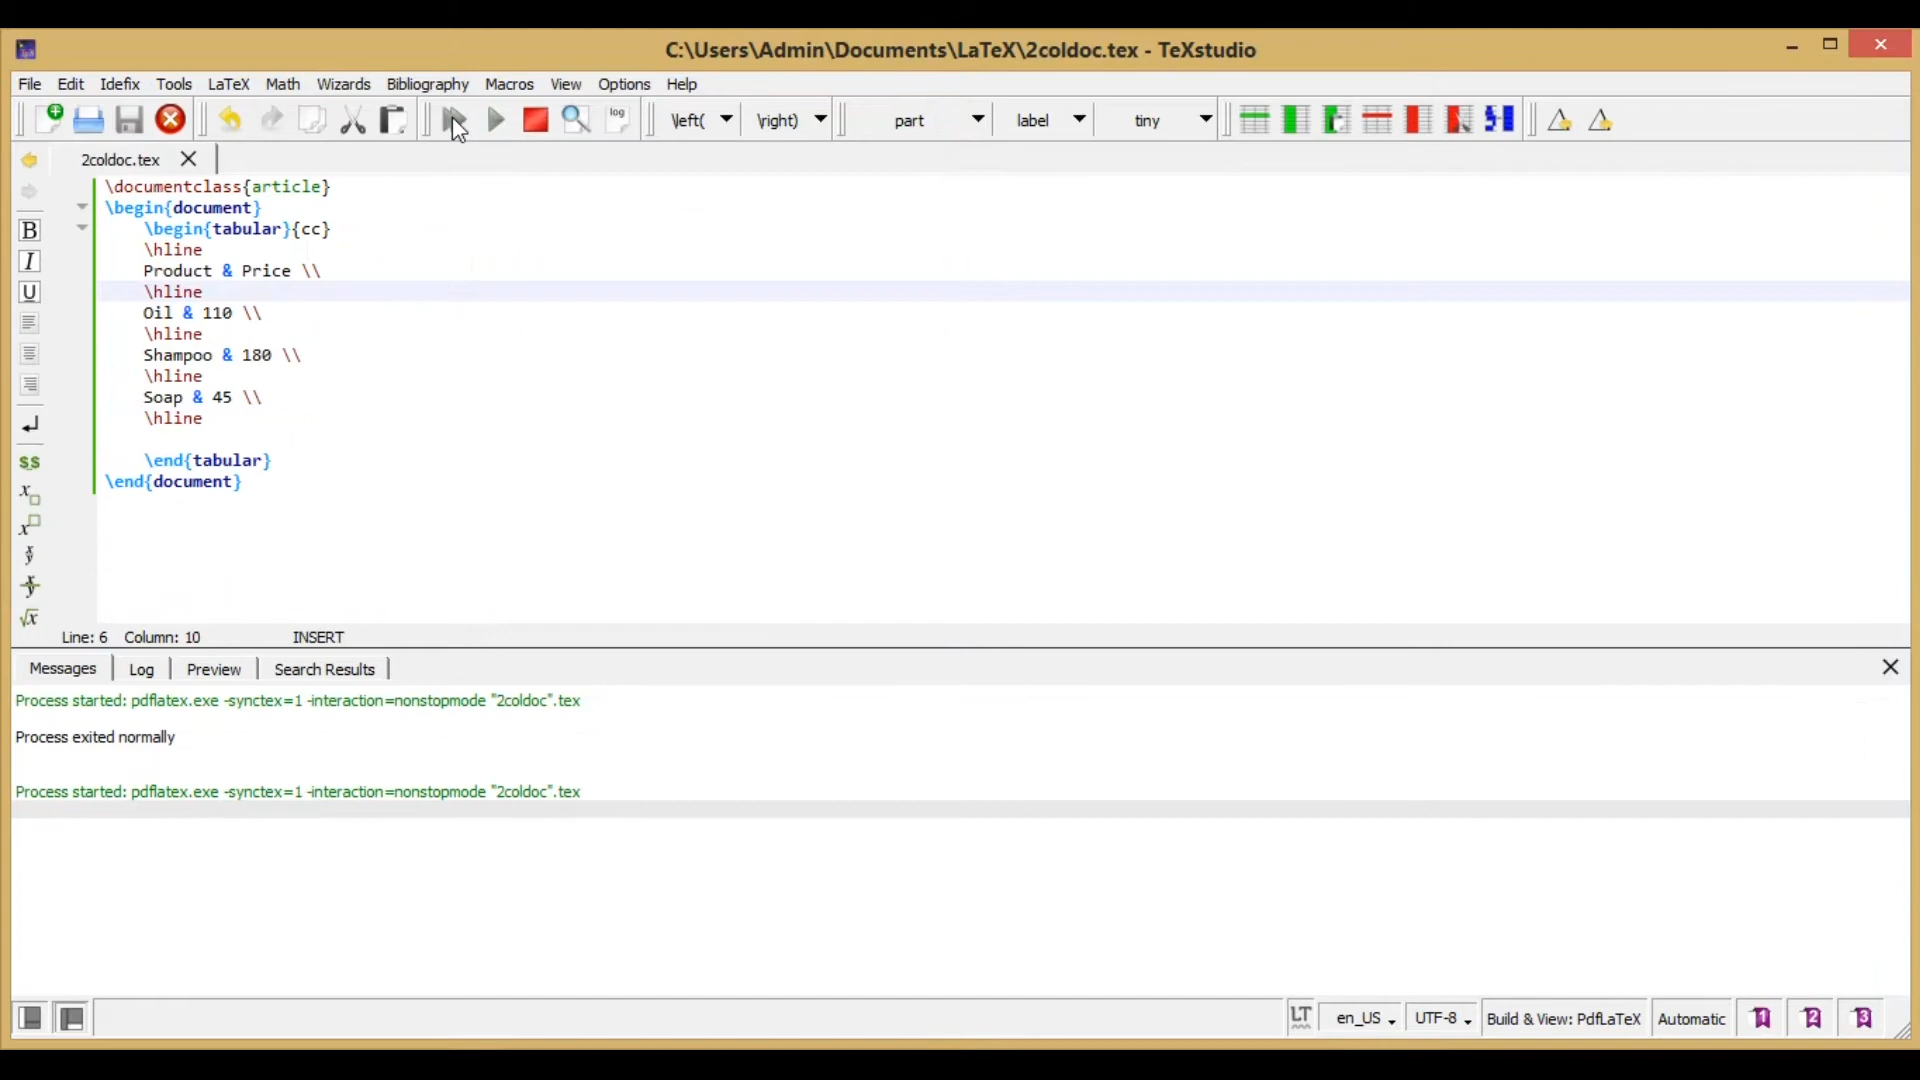 C:\Users\Admin\Documents\LaTeX\2coldoc.tex - TeXstudio
File Edit Idefix Tools LaTeX Math Wizards Bibliography Macros View Options Help
log \left( \right) part label tiny
2coldoc.tex
\documentclass{article}
\begin{document}
\begin{tabular}{cc}
\hline
Product & Price \\
\hline
Oil & 110 \\
\hline
Shampoo & 180 \\
\hline
Soap & 45 \\
\hline
\end{tabular}
\end{document}
B
I
U
$$
x
x
x
y
x
y
√x
Line: 6 Column: 10 INSERT
Messages Log Preview Search Results
Process started: pdflatex.exe -synctex=1 -interaction=nonstopmode "2coldoc".tex
Process exited normally
Process started: pdflatex.exe -synctex=1 -interaction=nonstopmode "2coldoc".tex
LT en_US UTF-8 Build & View: PdfLaTeX Automatic 1 2 3